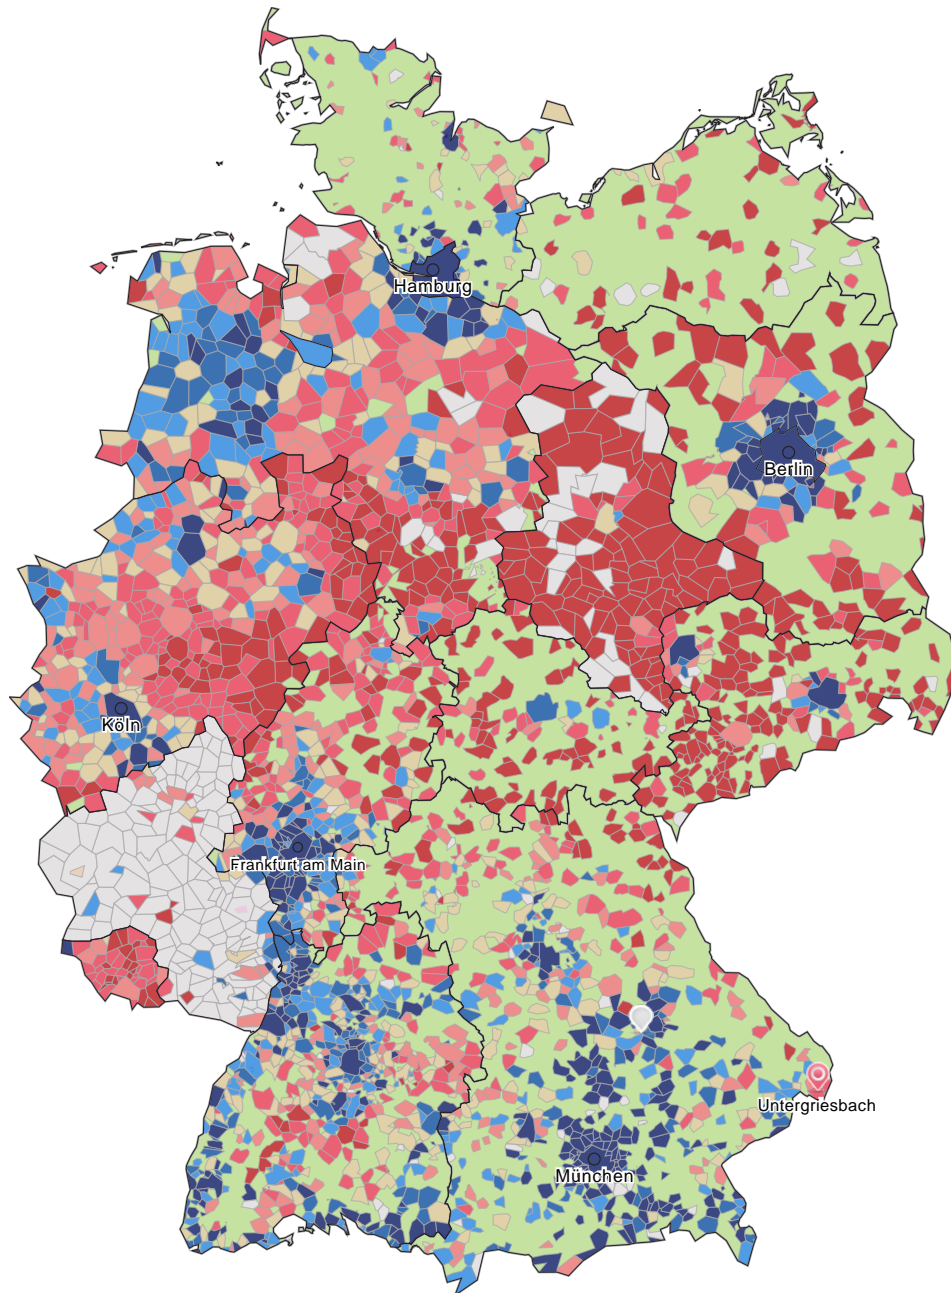 Hamburg
Berlin
Köln
Frankfurt am Main
Untergriesbach
München